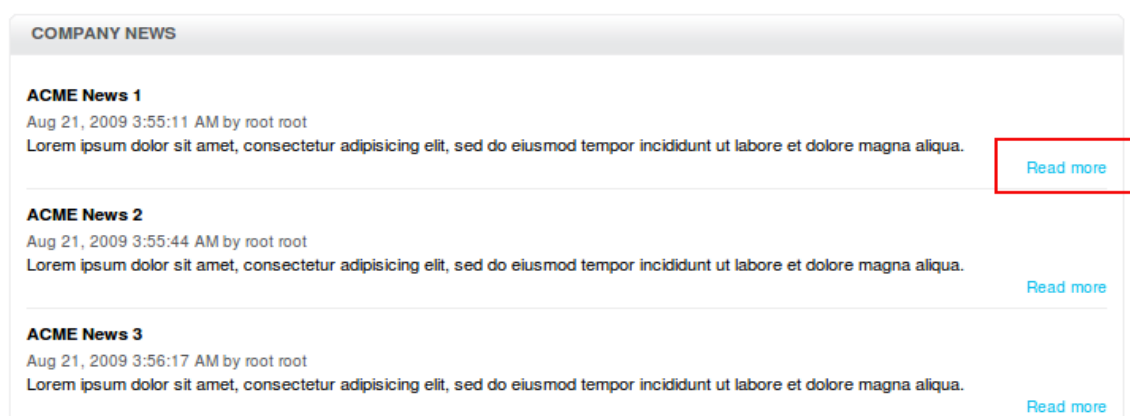 COMPANY NEWS
ACME News 1
Aug 21, 2009 3:55:11 AM by root root
Lorem ipsum dolor sit amet, consectetur adipisicing elit, sed do eiusmod tempor incididunt ut labore et dolore magna aliqua.
Read more
ACME News 2
Aug 21, 2009 3:55:44 AM by root root
Lorem ipsum dolor sit amet, consectetur adipisicing elit, sed do eiusmod tempor incididunt ut labore et dolore magna aliqua.
Read more
ACME News 3
Aug 21, 2009 3:56:17 AM by root root
Lorem ipsum dolor sit amet, consectetur adipisicing elit, sed do eiusmod tempor incididunt ut labore et dolore magna aliqua.
Read more